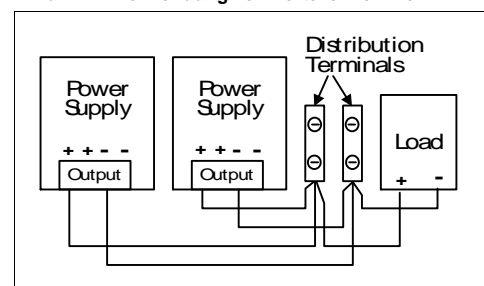 Distribution
Terminals
Power
Supply
+ + - -
Output
Power
Supply
+ + - -
Output
Load
+ -